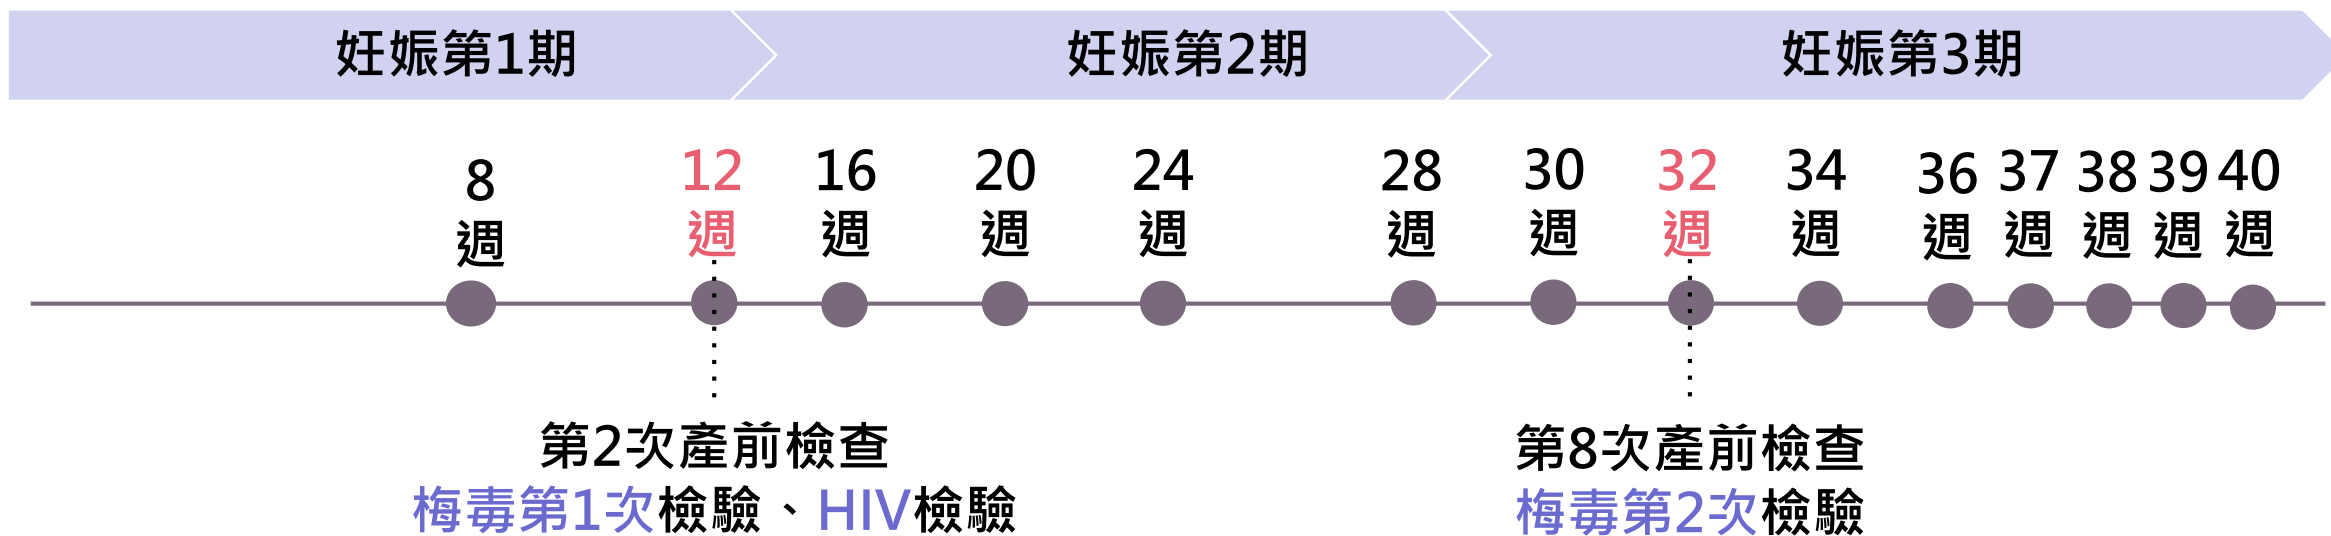 妊娠第1期
妊娠第2期
妊娠第3期
8
週
12
週
16
週
20
週
24
週
28
週
30
週
32
週
34
週
36
週
37
週
38
週
39
週
40
週
第2次產前檢查
梅毒第1次檢驗、HIV檢驗
第8次產前檢查
梅毒第2次檢驗